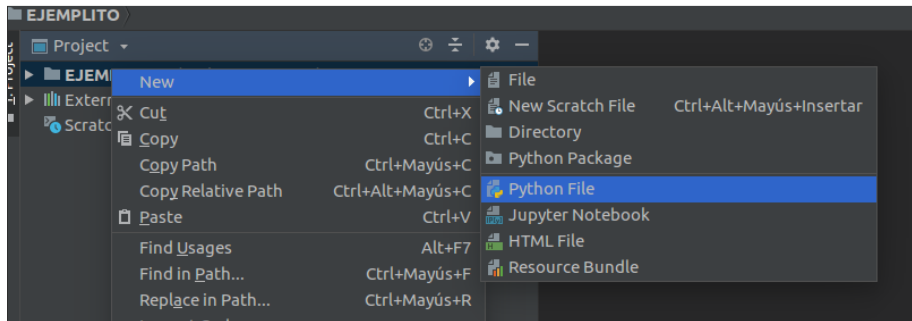 EJEMPLITO
Project
EJEM
Extern
Scratc
New
Cut Ctrl+X
Copy Ctrl+C
Copy Path Ctrl+Mayús+C
Copy Relative Path Ctrl+Alt+Mayús+C
Paste Ctrl+V
Find Usages Alt+F7
Find in Path... Ctrl+Mayús+F
Replace in Path... Ctrl+Mayús+R
File
New Scratch File Ctrl+Alt+Mayús+Insertar
Directory
Python Package
Python File
Jupyter Notebook
HTML File
Resource Bundle